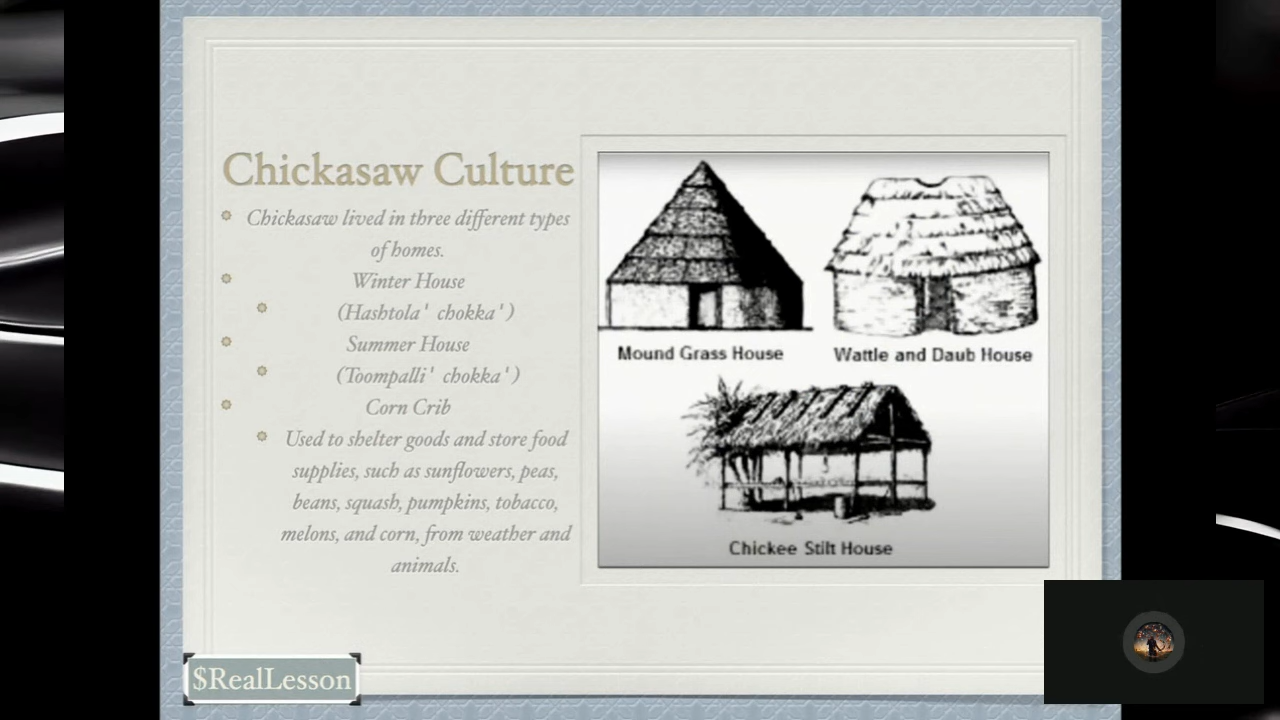 Chickasaw Culture
Chickasaw lived in three different types
of homes.
Winter House
(Hashtola' chokka')
Summer House
(Toompalli' chokka')
Corn Crib
Used to shelter goods and store food
supplies, such as sunflowers, peas,
beans, squash, pumpkins, tobacco,
melons, and corn, from weather and
animals.
Mound Grass House
Wattle and Daub House
Chickee Stilt House
$RealLesson